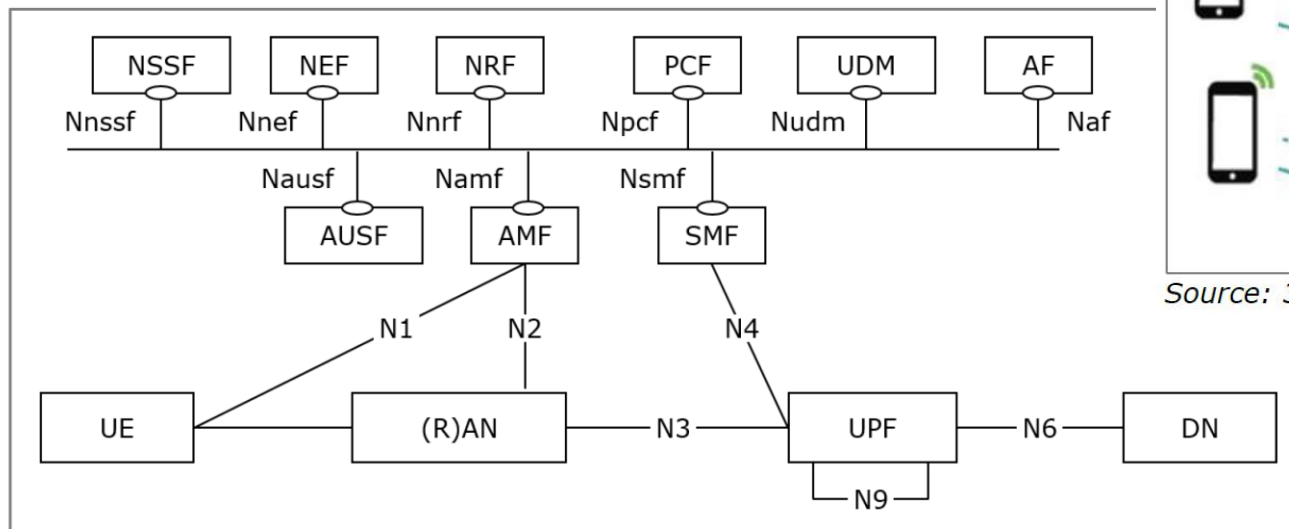 NSSF NEF NRF PCF UDM AF
Nnssf Nnef Nnrf Npcf Nudm Naf
Nausf Namf Nsmf
AUSF AMF SMF
N1 N2 N4
UE (R)AN N3 UPF N6 DN
N9
Source: